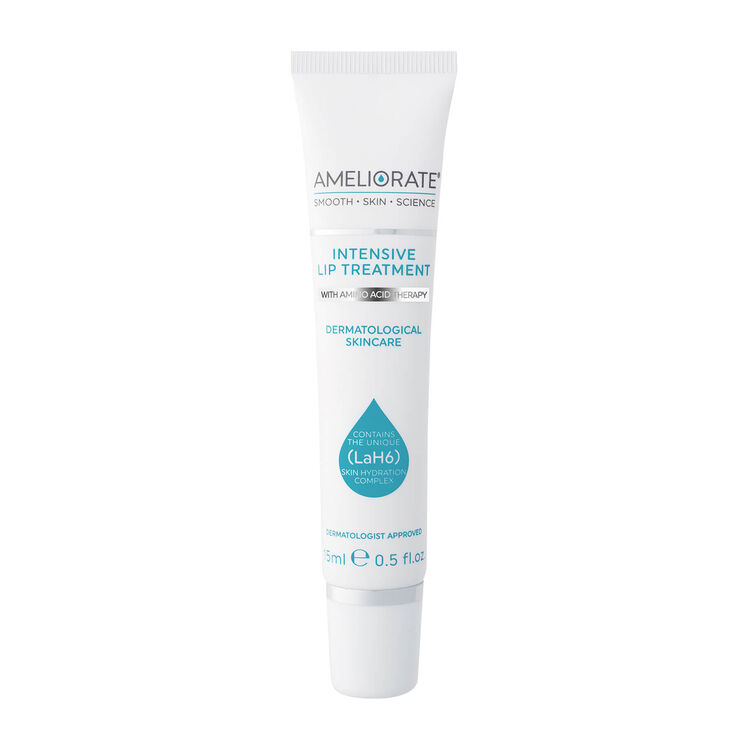 AMELIORATE®
SMOOTH • SKIN • SCIENCE
INTENSIVE
LIP TREATMENT
WITH AMINO ACID THERAPY
DERMATOLOGICAL
SKINCARE
CONTAINS
THE UNIQUE
(LaH6)
SKIN HYDRATION
COMPLEX
DERMATOLOGIST APPROVED
15ml ℮ 0.5 fl.oz.